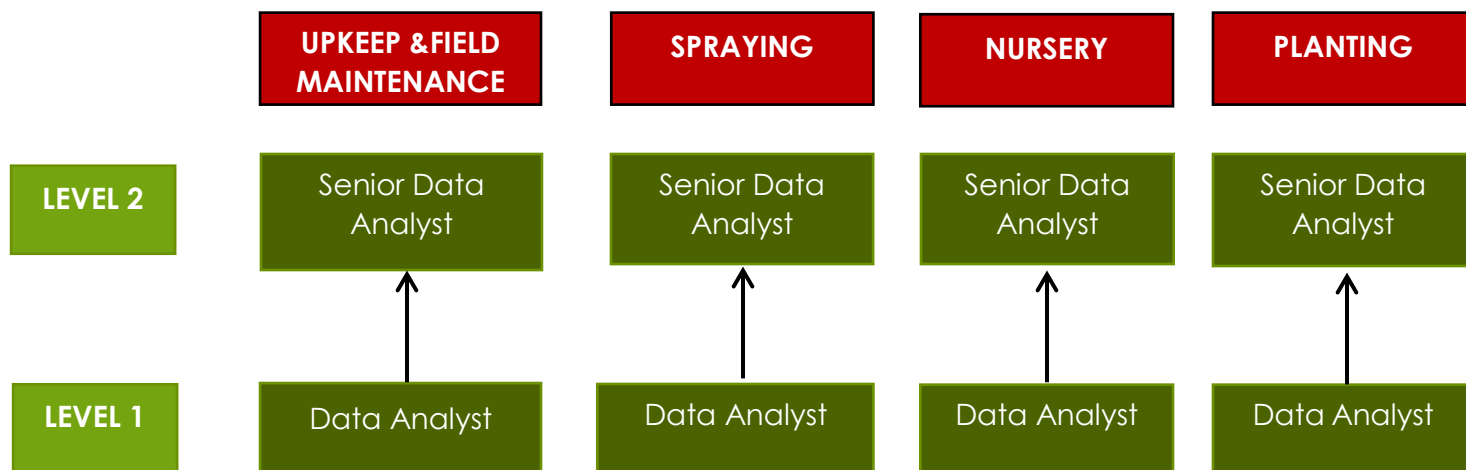 UPKEEP &FIELD
MAINTENANCE
SPRAYING
NURSERY
PLANTING
LEVEL 2
Senior Data
Analyst
Senior Data
Analyst
Senior Data
Analyst
Senior Data
Analyst
LEVEL 1
Data Analyst
Data Analyst
Data Analyst
Data Analyst